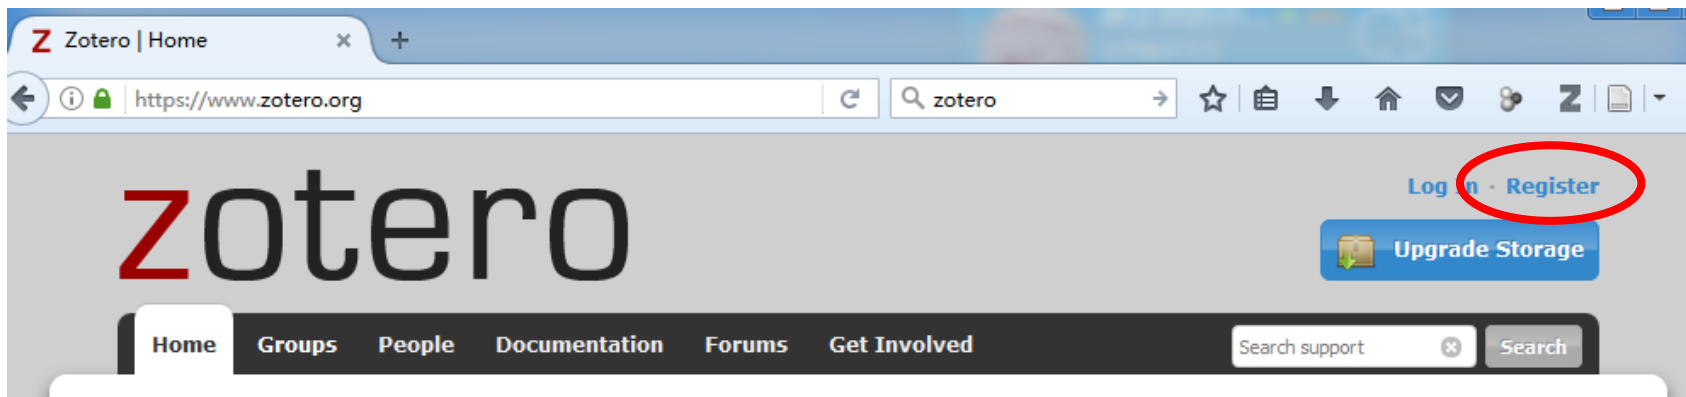 Z Zotero | Home
https://www.zotero.org
zotero
Z
zotero
Log In · Register
Upgrade Storage
Home Groups People Documentation Forums Get Involved
Search support
Search